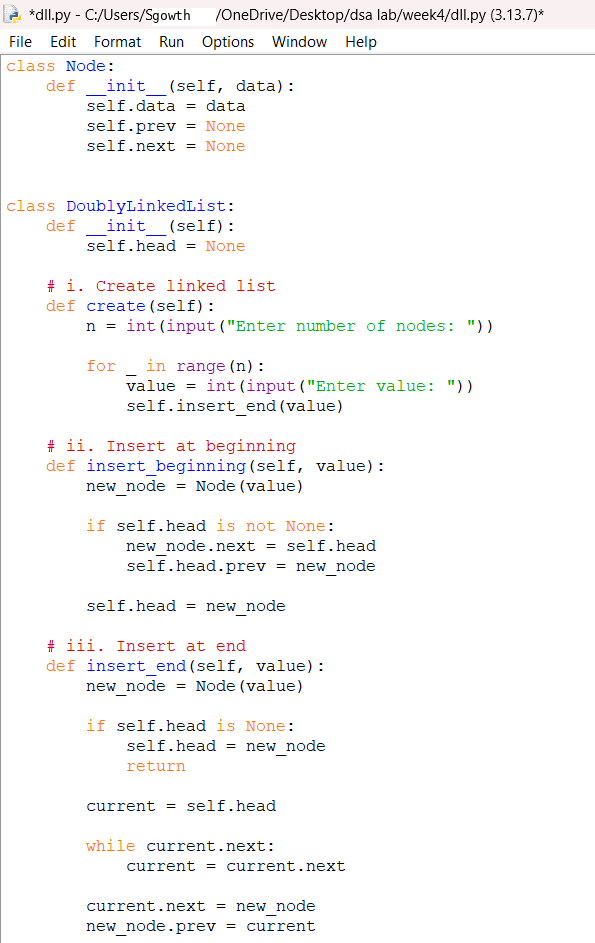 *dll.py - C:/Users/Sgowth /OneDrive/Desktop/dsa lab/week4/dll.py (3.13.7)*
File Edit Format Run Options Window Help
class Node:
    def __init__(self, data):
        self.data = data
        self.prev = None
        self.next = None


class DoublyLinkedList:
    def __init__(self):
        self.head = None

    # i. Create linked list
    def create(self):
        n = int(input("Enter number of nodes: "))

        for _ in range(n):
            value = int(input("Enter value: "))
            self.insert_end(value)

    # ii. Insert at beginning
    def insert_beginning(self, value):
        new_node = Node(value)

        if self.head is not None:
            new_node.next = self.head
            self.head.prev = new_node

        self.head = new_node

    # iii. Insert at end
    def insert_end(self, value):
        new_node = Node(value)

        if self.head is None:
            self.head = new_node
            return

        current = self.head

        while current.next:
            current = current.next

        current.next = new_node
        new_node.prev = current